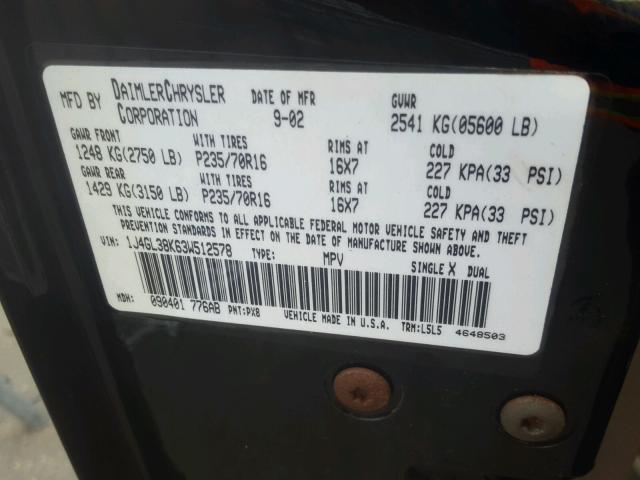 MFD BY DAIMLERCHRYSLER CORPORATION DATE OF MFR 9-02 GVWR 2541 KG(05600 LB)
GAWR FRONT WITH TIRES RIMS AT COLD
1248 KG(2750 LB) P235/70R16 16X7 227 KPA(33 PSI)
GAWR REAR WITH TIRES RIMS AT COLD
1429 KG(3150 LB) P235/70R16 16X7 227 KPA(33 PSI)
THIS VEHICLE CONFORMS TO ALL APPLICABLE FEDERAL MOTOR VEHICLE SAFETY AND THEFT
PREVENTION STANDARDS IN EFFECT ON THE DATE OF MANUFACTURE SHOWN ABOVE.
VIN: 1J4GL38K63W512578 TYPE: MPV SINGLE X DUAL
MDH: 090401 776AB PNT:PX8 VEHICLE MADE IN U.S.A. TRM:L5L5 4648503